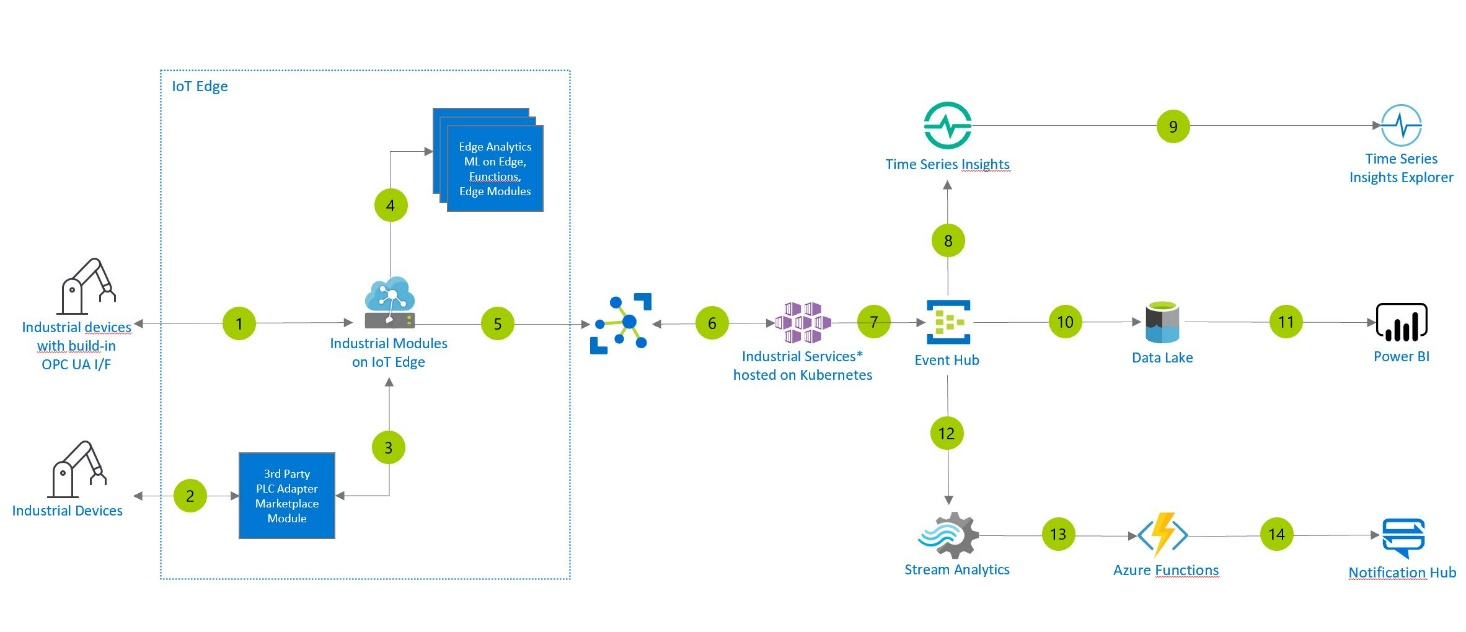 IoT Edge
Edge Analytics
ML on Edge,
Functions,
Edge Modules
4
Industrial devices
with build-in
OPC UA I/F
1
Industrial Modules
on IoT Edge
5
3
Industrial Devices
2
3rd Party
PLC Adapter
Marketplace
Module
6
Industrial Services*
hosted on Kubernetes
7
Event Hub
8
Time Series Insights
9
Time Series
Insights Explorer
10
Data Lake
11
Power BI
12
Stream Analytics
13
Azure Functions
14
Notification Hub